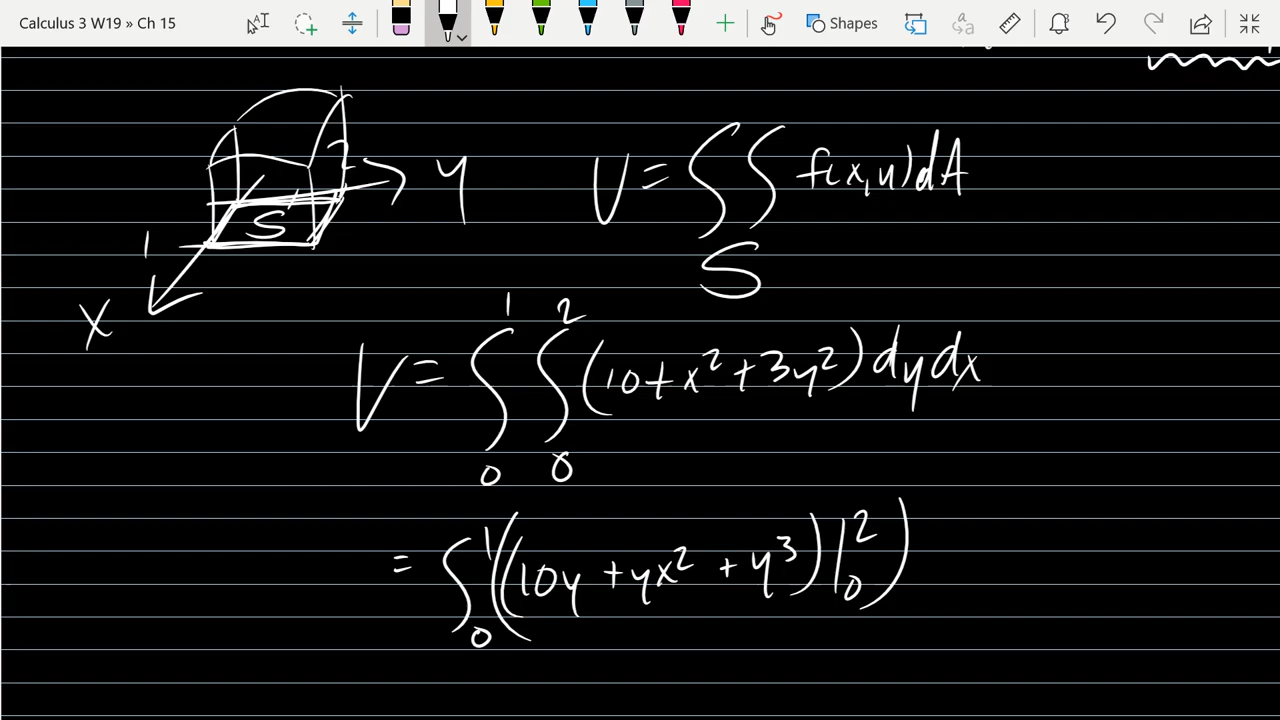 Calculus 3 W19 » Ch 15
Shapes
2
y
S
1
x
V = ∫∫ f(x,y) dA
S
V = ∫₀¹ ∫₀² (10 + x² + 3y²) dy dx
= ∫₀¹ ((10y + yx² + y³)|₀²)